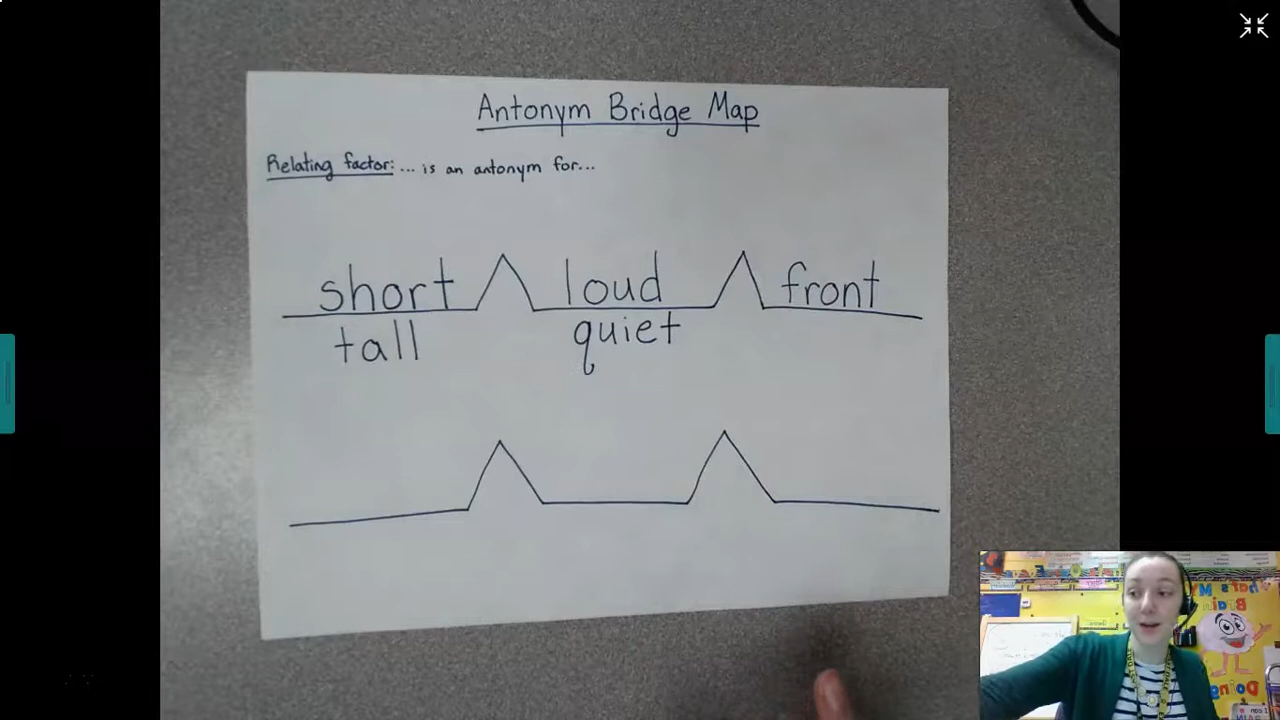 Antonym Bridge Map
Relating factor: ... is an antonym for...
short loud front
tall quiet